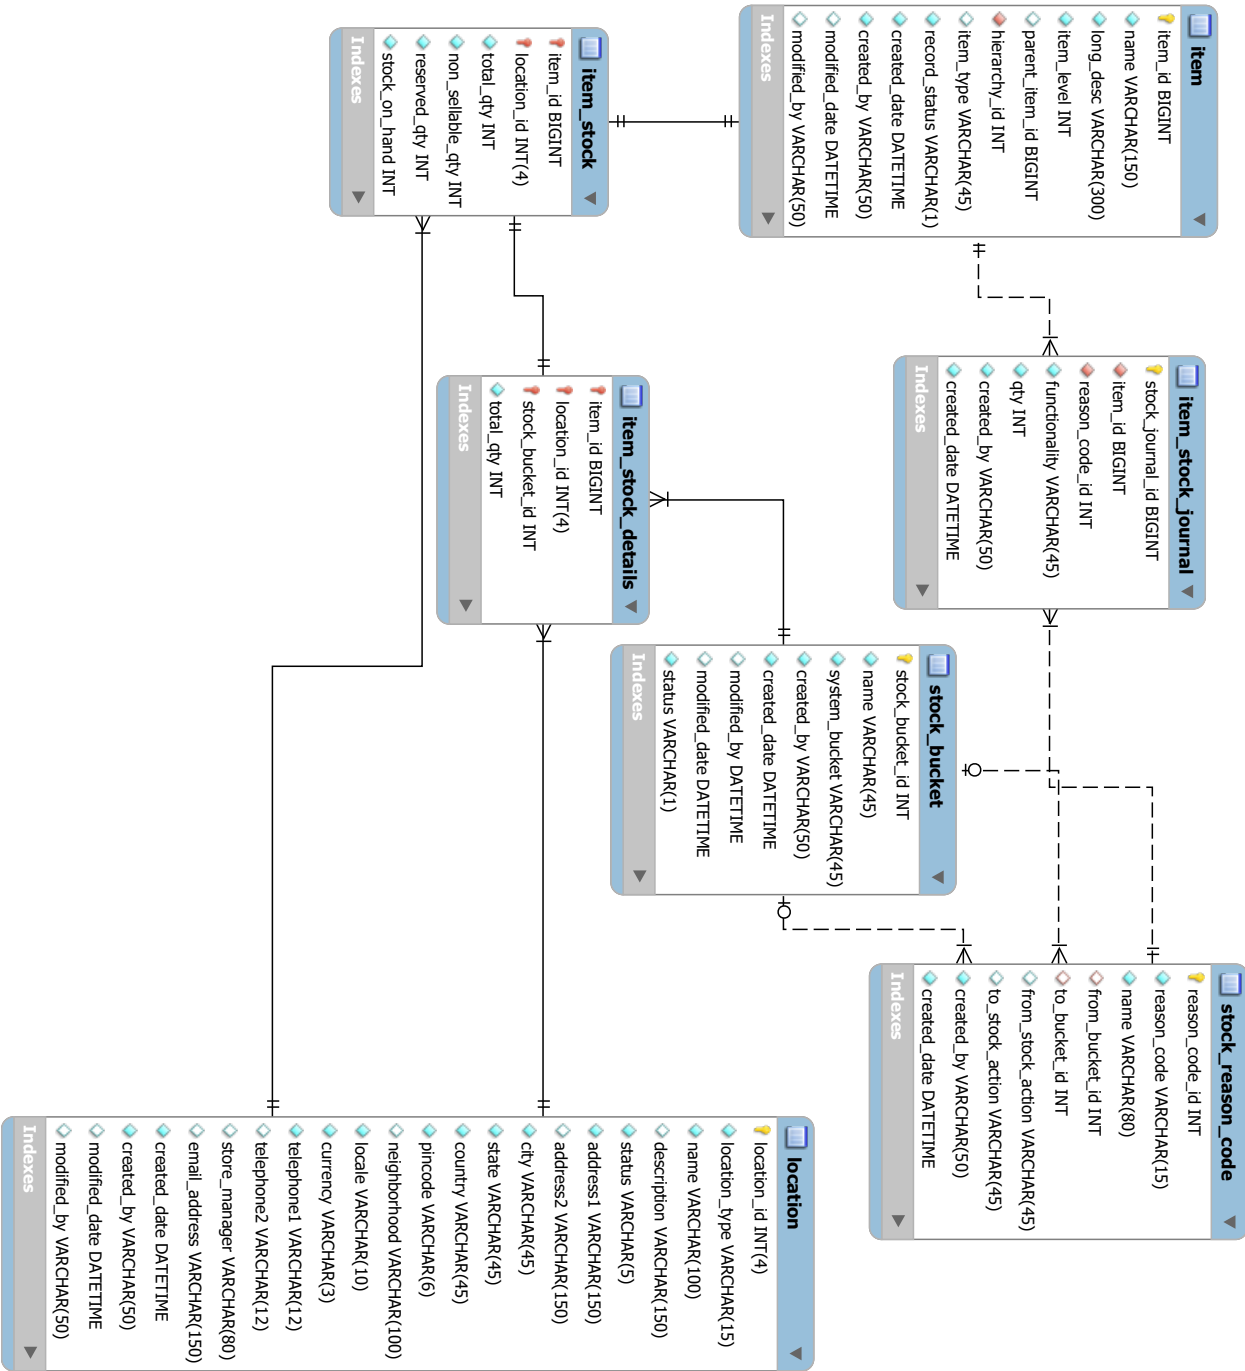 item
item_id BIGINT
name VARCHAR(150)
long_desc VARCHAR(300)
item_level INT
parent_item_id BIGINT
hierarchy_id INT
item_type VARCHAR(45)
record_status VARCHAR(1)
created_date DATETIME
created_by VARCHAR(50)
modified_date DATETIME
modified_by VARCHAR(50)
Indexes
item_stock
item_id BIGINT
location_id INT(4)
total_qty INT
non_sellable_qty INT
reserved_qty INT
stock_on_hand INT
Indexes
item_stock_journal
stock_journal_id BIGINT
item_id BIGINT
reason_code_id INT
functionality VARCHAR(45)
qty INT
created_by VARCHAR(50)
created_date DATETIME
Indexes
item_stock_details
item_id BIGINT
location_id INT(4)
stock_bucket_id INT
total_qty INT
Indexes
stock_bucket
stock_bucket_id INT
name VARCHAR(45)
system_bucket VARCHAR(45)
created_by VARCHAR(50)
created_date DATETIME
modified_by DATETIME
modified_date DATETIME
status VARCHAR(1)
Indexes
stock_reason_code
reason_code_id INT
reason_code VARCHAR(15)
name VARCHAR(80)
from_bucket_id INT
to_bucket_id INT
from_stock_action VARCHAR(45)
to_stock_action VARCHAR(45)
created_by VARCHAR(50)
created_date DATETIME
Indexes
location
location_id INT(4)
location_type VARCHAR(15)
name VARCHAR(100)
description VARCHAR(150)
status VARCHAR(5)
address1 VARCHAR(150)
address2 VARCHAR(150)
city VARCHAR(45)
state VARCHAR(45)
country VARCHAR(45)
pincode VARCHAR(6)
neighborhood VARCHAR(100)
locale VARCHAR(10)
currency VARCHAR(3)
telephone1 VARCHAR(12)
telephone2 VARCHAR(12)
store_manager VARCHAR(80)
email_address VARCHAR(150)
created_date DATETIME
created_by VARCHAR(50)
modified_date DATETIME
modified_by VARCHAR(50)
Indexes